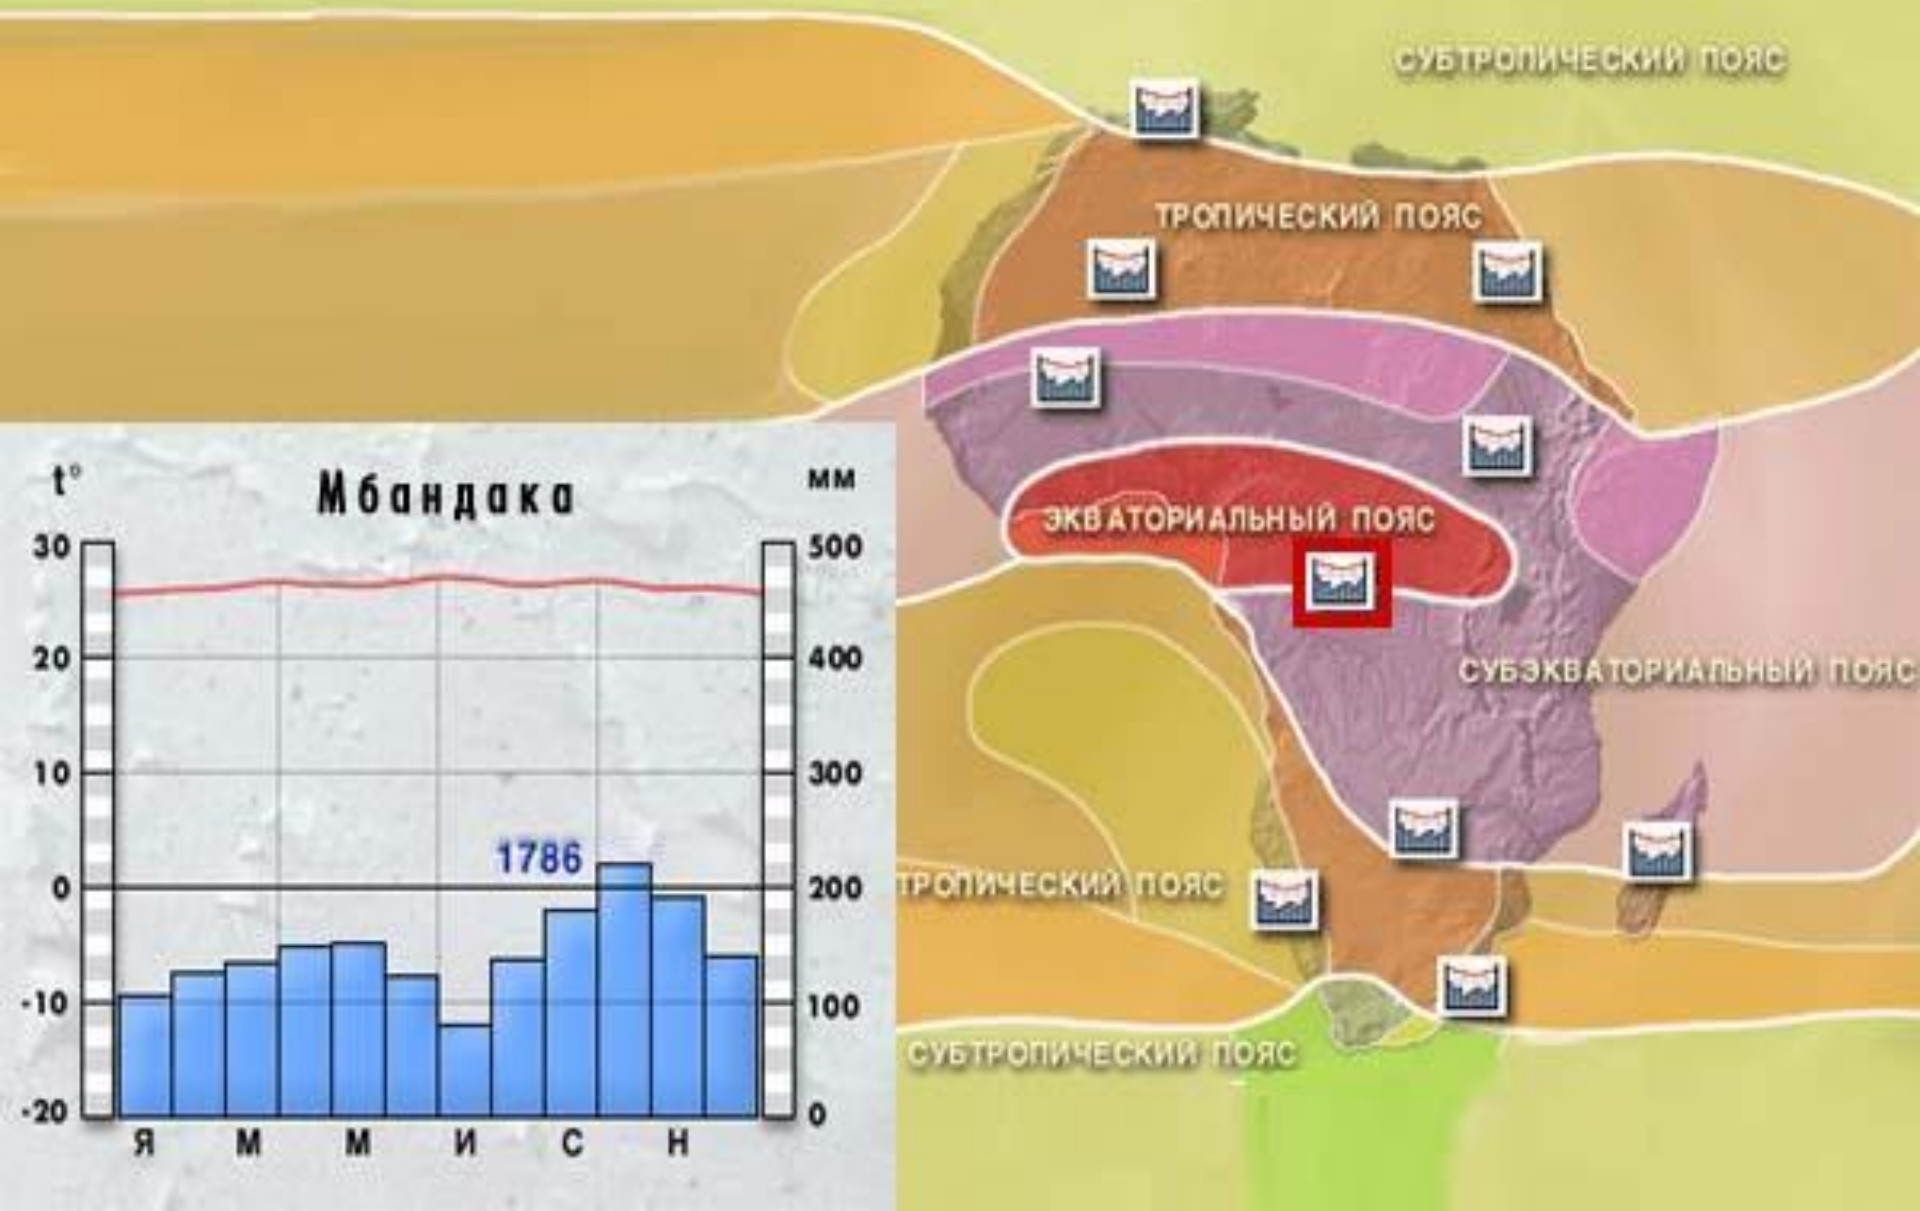 СУБТРОПИЧЕСКИЙ ПОЯС
ТРОПИЧЕСКИЙ ПОЯС
ЭКВАТОРИАЛЬНЫЙ ПОЯС
СУБЭКВАТОРИАЛЬНЫЙ ПОЯС
ТРОПИЧЕСКИЙ ПОЯС
СУБТРОПИЧЕСКИЙ ПОЯС
t° Мбандака мм
30 500
20 400
10 300
1786
0 200
-10 100
-20 0
Я М М И С Н